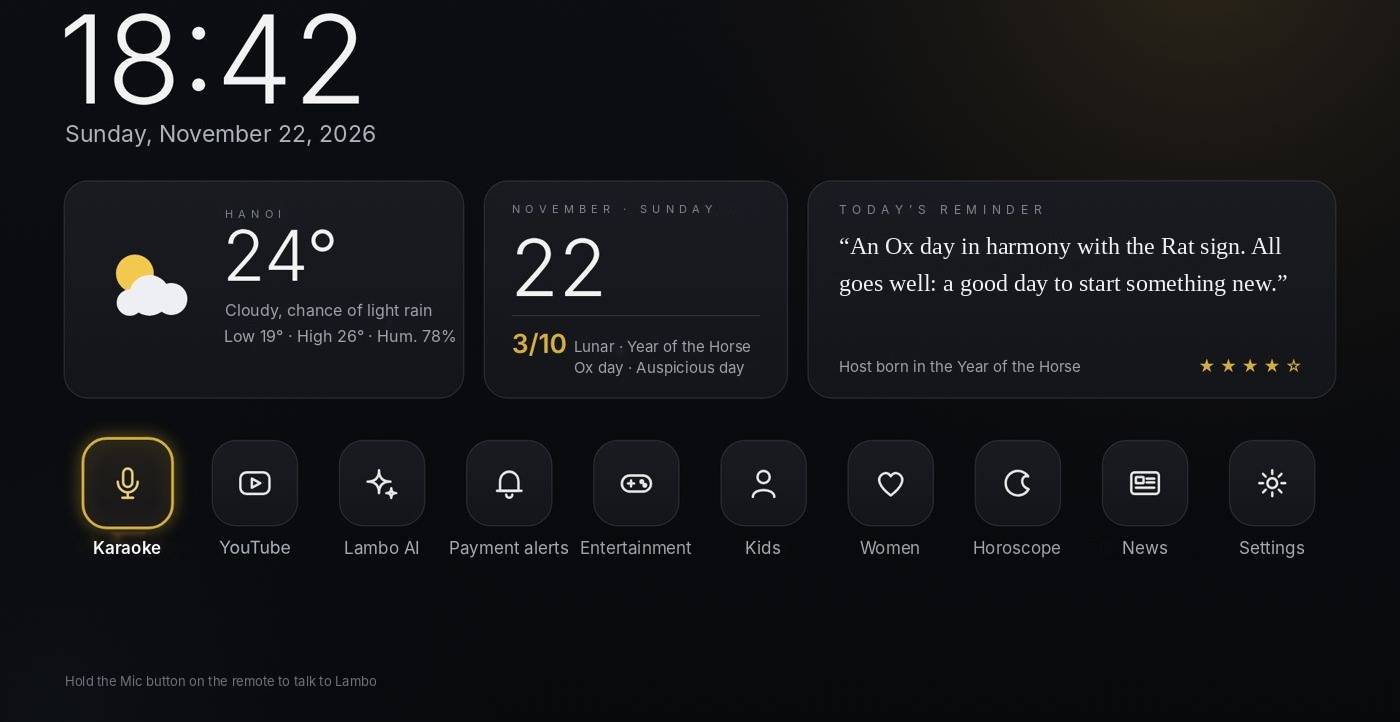 18:42
Sunday, November 22, 2026
HANOI
24°
Cloudy, chance of light rain
Low 19° · High 26° · Hum. 78%
NOVEMBER · SUNDAY
22
3/10 Lunar · Year of the Horse
Ox day · Auspicious day
TODAY’S REMINDER
“An Ox day in harmony with the Rat sign. All
goes well: a good day to start something new.”
Host born in the Year of the Horse ★ ★ ★ ★ ☆
Karaoke
YouTube
Lambo AI
Payment alerts
Entertainment
Kids
Women
Horoscope
News
Settings
Hold the Mic button on the remote to talk to Lambo